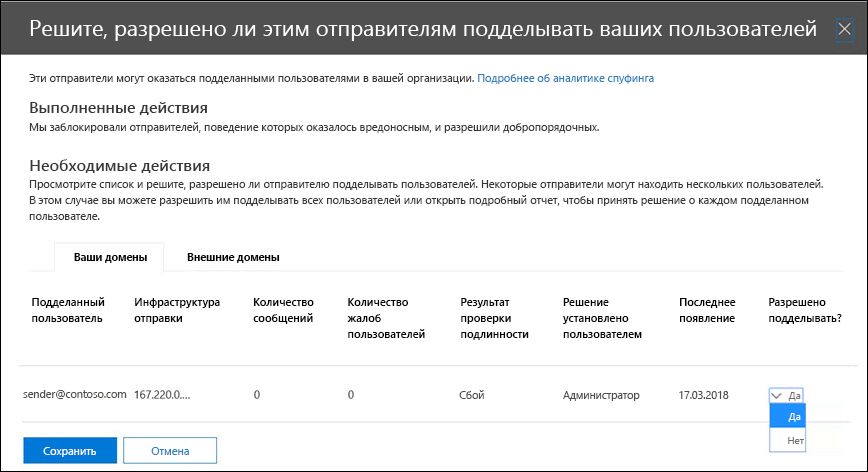 Решите, разрешено ли этим отправителям подделывать ваших пользователей
Эти отправители могут оказаться подделанными пользователями в вашей организации. Подробнее об аналитике спуфинга
Выполненные действия
Мы заблокировали отправителей, поведение которых оказалось вредоносным, и разрешили добропорядочных.
Необходимые действия
Просмотрите список и решите, разрешено ли отправителю подделывать пользователей. Некоторые отправители могут находить нескольких пользователей.
В этом случае вы можете разрешить им подделывать всех пользователей или открыть подробный отчет, чтобы принять решение о каждом подделанном
пользователе.
Ваши домены Внешние домены
Подделанный Инфраструктура Количество Количество Результат Решение Последнее Разрешено
пользователь отправки сообщений жалоб проверки установлено появление подделывать?
пользователей подлинности пользователем
sender@contoso.com 167.220.0.... 0 0 Сбой Администратор 17.03.2018 Да
Да
Нет
Сохранить Отмена